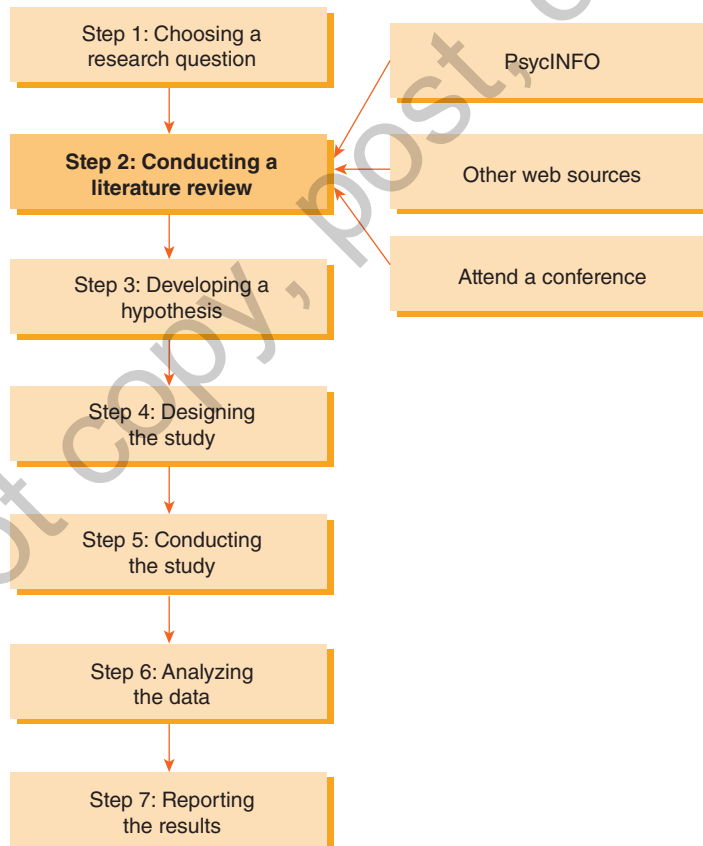 Step 1: Choosing a
research question
PsycINFO
Step 2: Conducting a
literature review
Other web sources
Attend a conference
Step 3: Developing a
hypothesis
Step 4: Designing
the study
Step 5: Conducting
the study
Step 6: Analyzing
the data
Step 7: Reporting
the results
copy, post,